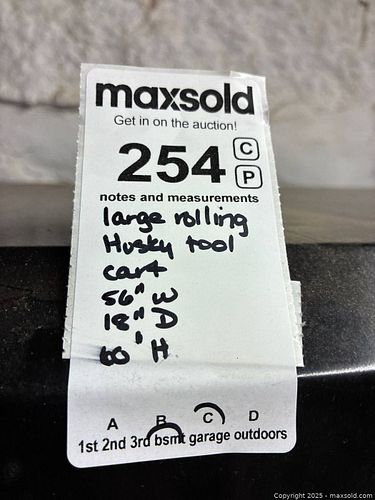 maxsold
Get in on the auction!
254 C
P
notes and measurements
large rolling
Husky tool
cart
56" W
18" D
60' H
A B C D
1st 2nd 3rd bsmt garage outdoors
Copyright © 2025 - maxsold.com